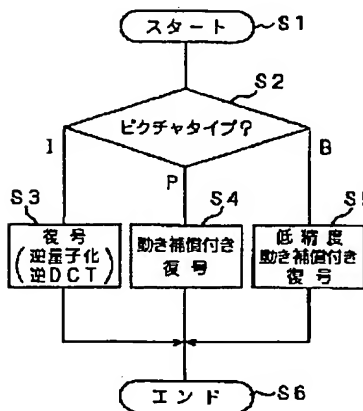 スタート
S1
S2
ピクチャタイプ?
I
P
B
S3
S4
S5
復号
(逆量子化
逆DCT)
動き補償付き
復号
低精度
動き補償付き
復号
エンド
S6